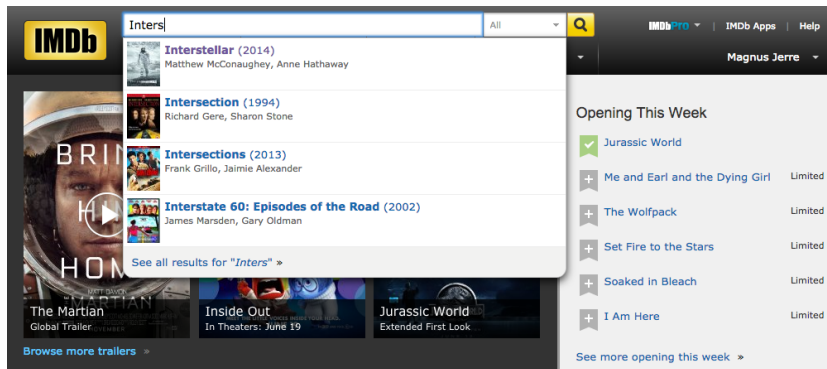 IMDb
Inters
All
IMDbPro
IMDb Apps
Help
Magnus Jerre
Interstellar (2014)
Matthew McConaughey, Anne Hathaway
Intersection (1994)
Richard Gere, Sharon Stone
Intersections (2013)
Frank Grillo, Jaimie Alexander
Interstate 60: Episodes of the Road (2002)
James Marsden, Gary Oldman
See all results for "Inters" »
BRIN
HOM
MATT DAMON
MARTIAN
The Martian
Global Trailer
Inside Out
In Theaters: June 19
Jurassic World
Extended First Look
Browse more trailers »
Opening This Week
Jurassic World
Me and Earl and the Dying Girl Limited
The Wolfpack Limited
Set Fire to the Stars Limited
Soaked in Bleach Limited
I Am Here Limited
See more opening this week »